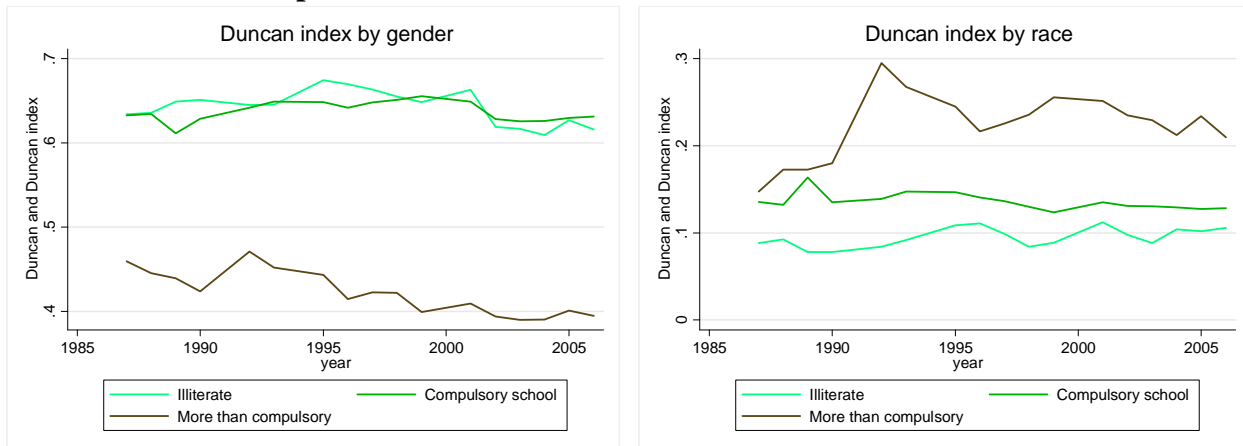 Duncan index by gender
Duncan and Duncan index
.7
.6
.5
.4
1985 1990 1995 2000 2005
year
Illiterate Compulsory school
More than compulsory
Duncan index by race
Duncan and Duncan index
.3
.2
.1
0
1985 1990 1995 2000 2005
year
Illiterate Compulsory school
More than compulsory